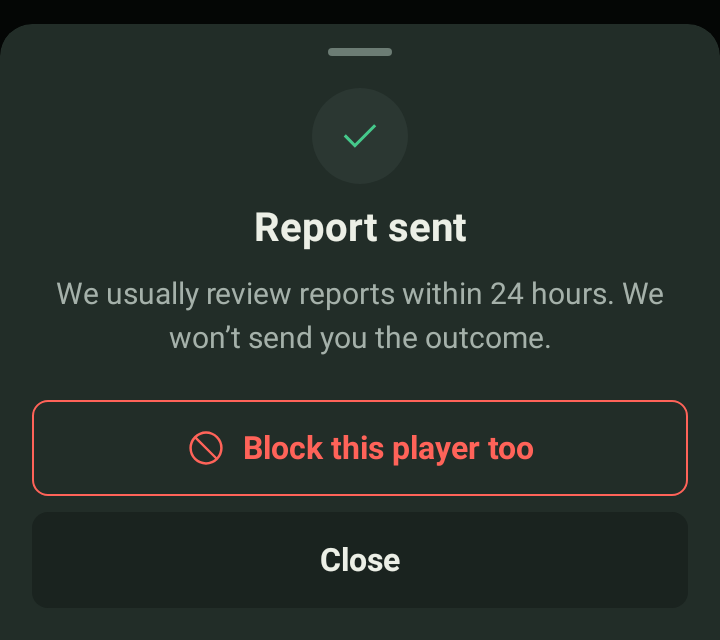 Report sent
We usually review reports within 24 hours. We
won’t send you the outcome.
Block this player too
Close